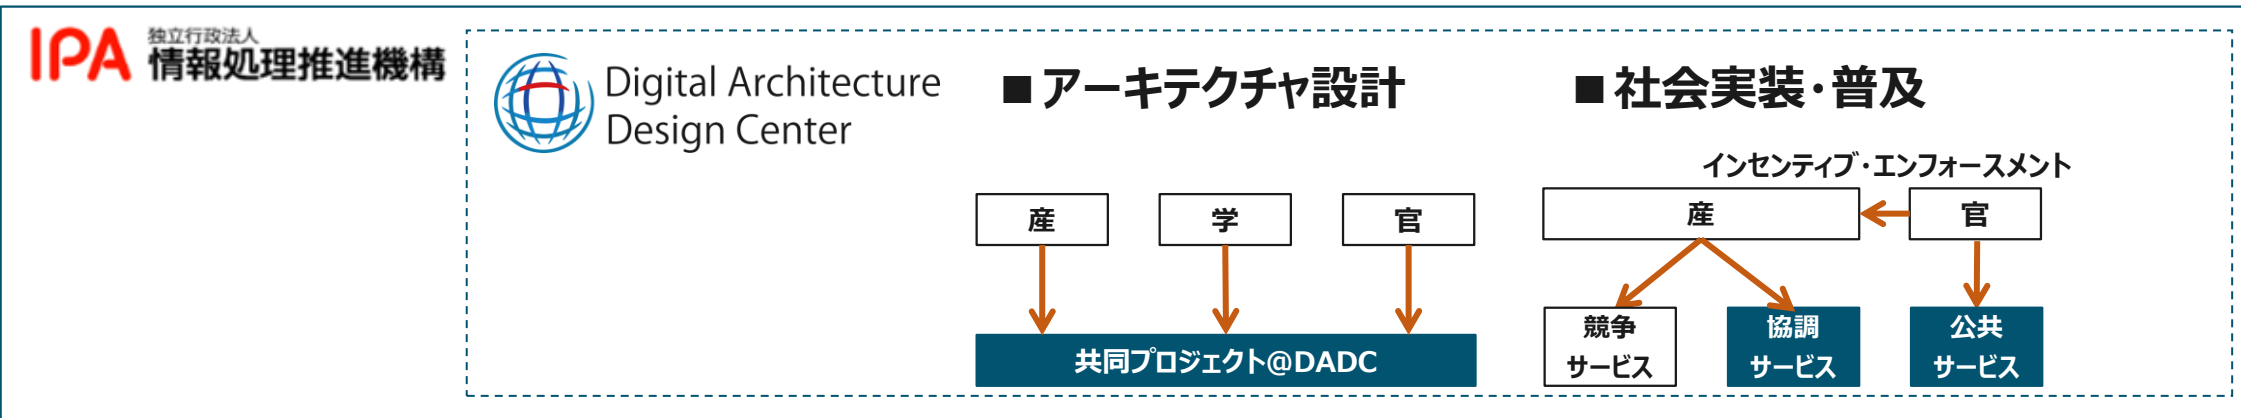 IPA
独立行政法人
情報処理推進機構
Digital Architecture
Design Center
■アーキテクチャ設計
産
学
官
共同プロジェクト@DADC
■社会実装・普及
インセンティブ・エンフォースメント
産
官
競争
サービス
協調
サービス
公共
サービス